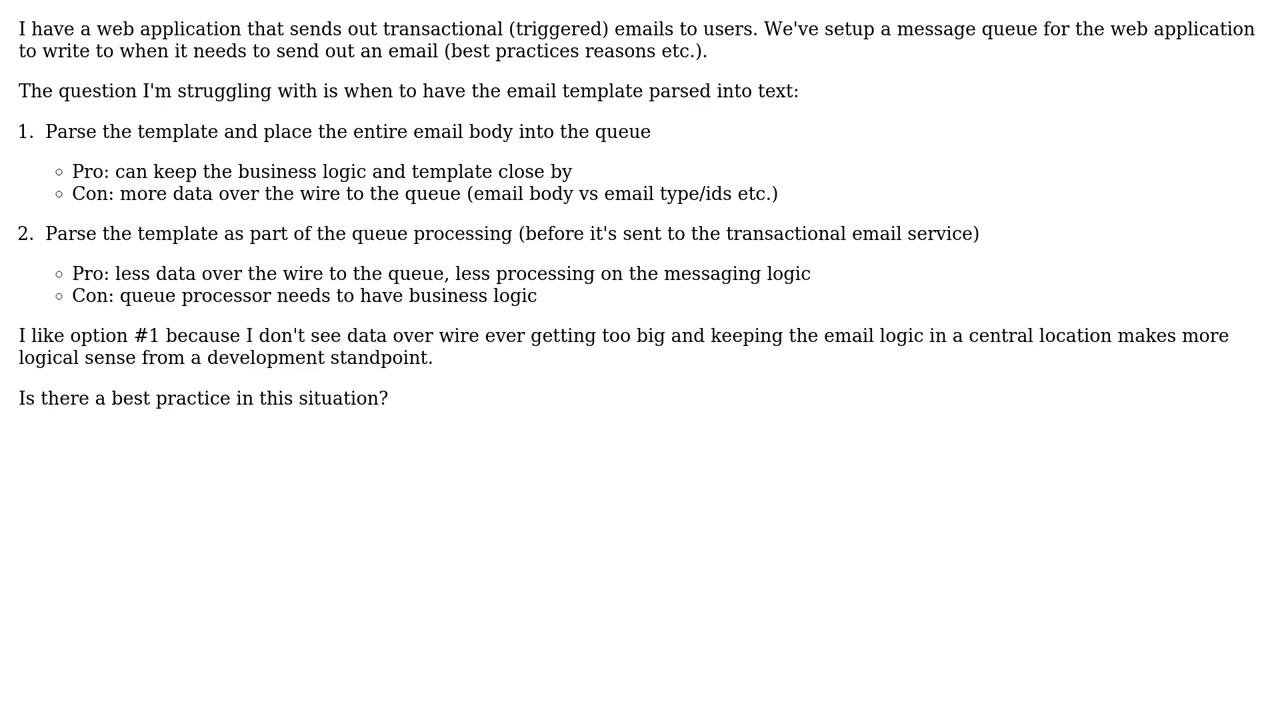 I have a web application that sends out transactional (triggered) emails to users. We've setup a message queue for the web application
to write to when it needs to send out an email (best practices reasons etc.).
The question I'm struggling with is when to have the email template parsed into text:
1. Parse the template and place the entire email body into the queue
◦ Pro: can keep the business logic and template close by
◦ Con: more data over the wire to the queue (email body vs email type/ids etc.)
2. Parse the template as part of the queue processing (before it's sent to the transactional email service)
◦ Pro: less data over the wire to the queue, less processing on the messaging logic
◦ Con: queue processor needs to have business logic
I like option #1 because I don't see data over wire ever getting too big and keeping the email logic in a central location makes more
logical sense from a development standpoint.
Is there a best practice in this situation?